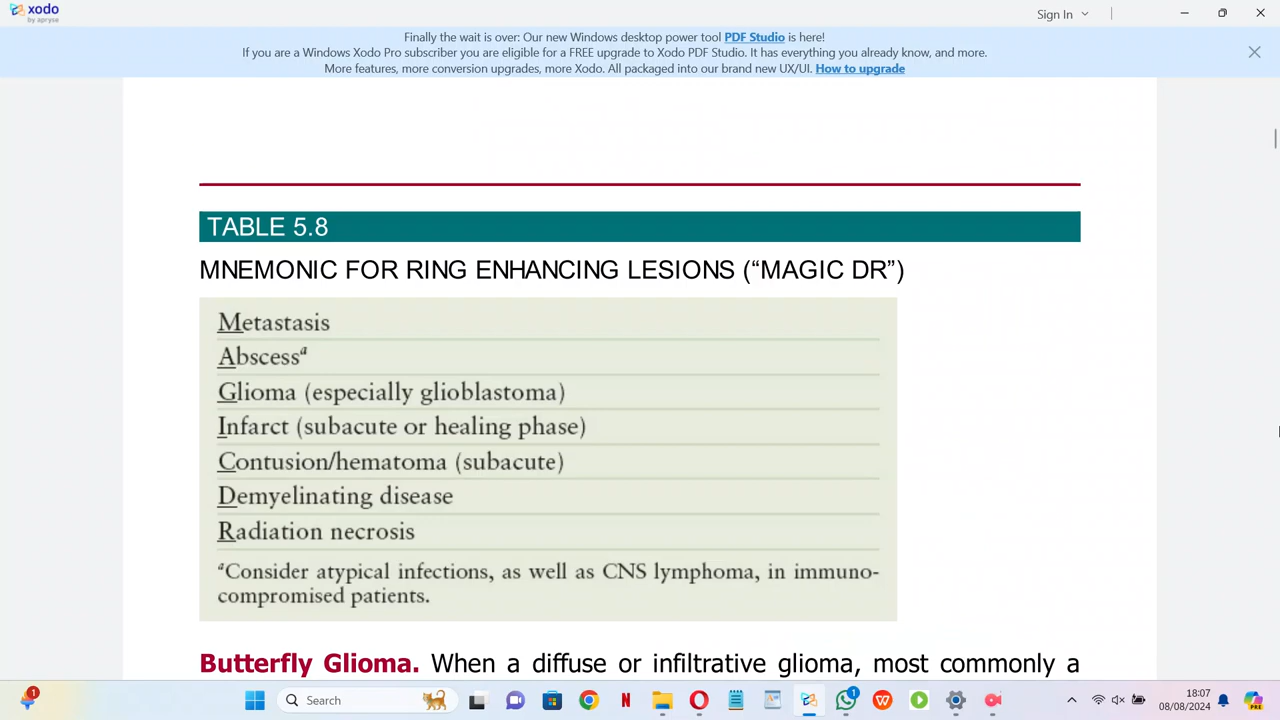 xodo
by apryse
Sign In
Finally the wait is over: Our new Windows desktop power tool PDF Studio is here!
If you are a Windows Xodo Pro subscriber you are eligible for a FREE upgrade to Xodo PDF Studio. It has everything you already know, and more.
More features, more conversion upgrades, more Xodo. All packaged into our brand new UX/UI. How to upgrade
TABLE 5.8
MNEMONIC FOR RING ENHANCING LESIONS (“MAGIC DR”)
Metastasis
Abscessᵃ
Glioma (especially glioblastoma)
Infarct (subacute or healing phase)
Contusion/hematoma (subacute)
Demyelinating disease
Radiation necrosis
ᵃConsider atypical infections, as well as CNS lymphoma, in immuno-
compromised patients.
Butterfly Glioma. When a diffuse or infiltrative glioma, most commonly a
1
Search
N
1
W
18:07
08/08/2024
PRE